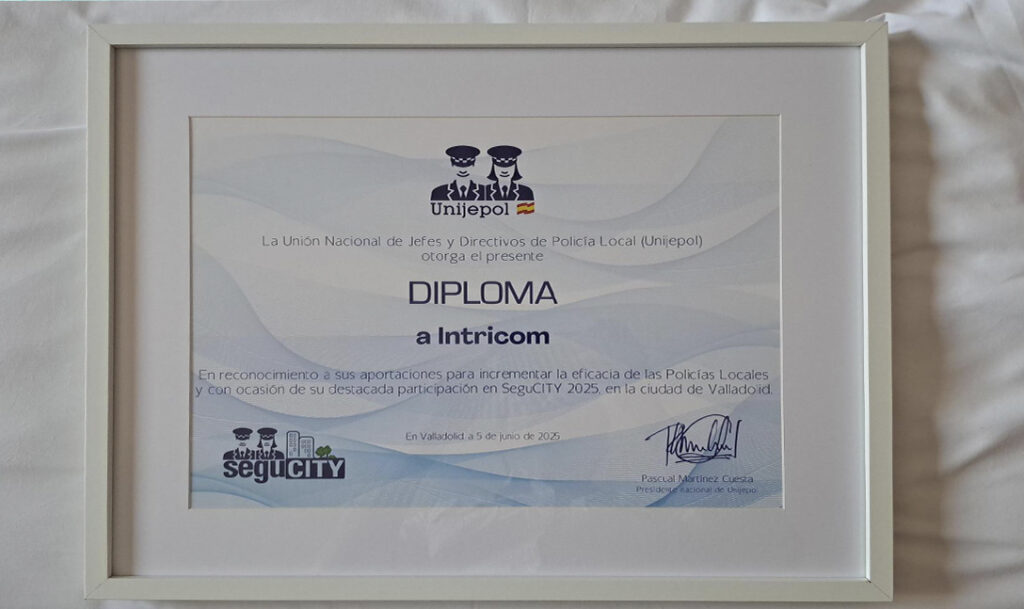 Unijepol
La Unión Nacional de Jefes y Directivos de Policía Local (Unijepol)
otorga el presente
DIPLOMA
a Intricom
En reconocimiento a sus aportaciones para incrementar la eficacia de las Policías Locales
y con ocasión de su destacada participación en SeguCITY 2025, en la ciudad de Valladolid.
En Valladolid a 5 de junio de 2025
seguCITY
Pascual Martínez Cuesta
Presidente nacional de Unijepol